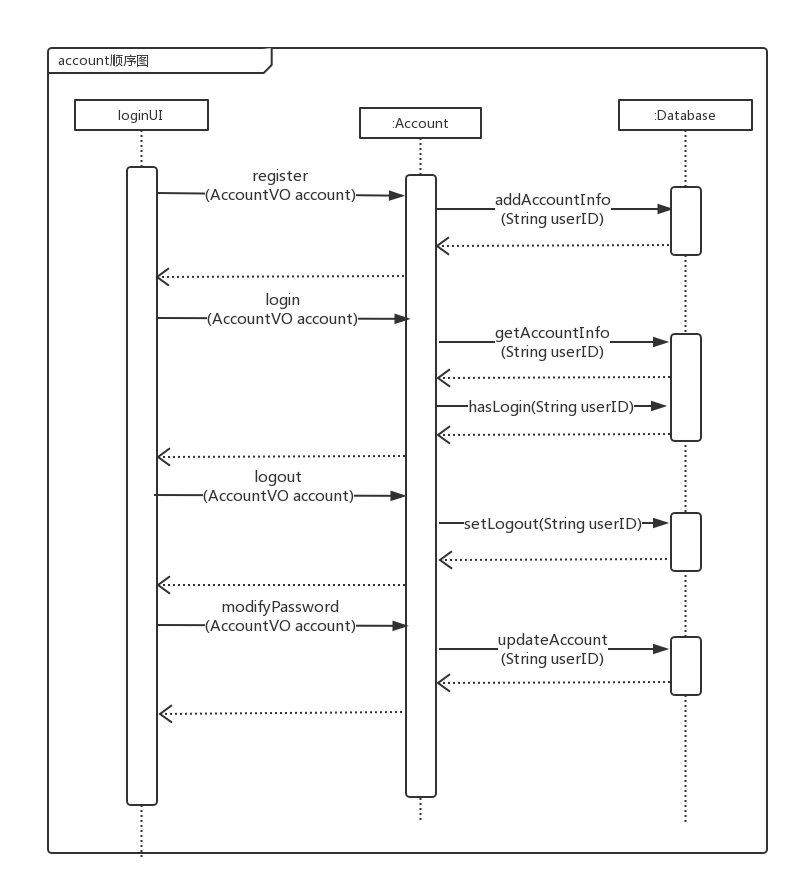 account顺序图
loginUI
:Account
:Database
register
(AccountVO account)
addAccountInfo
(String userID)
login
(AccountVO account)
getAccountInfo
(String userID)
hasLogin(String userID)
logout
(AccountVO account)
setLogout(String userID)
modifyPassword
(AccountVO account)
updateAccount
(String userID)